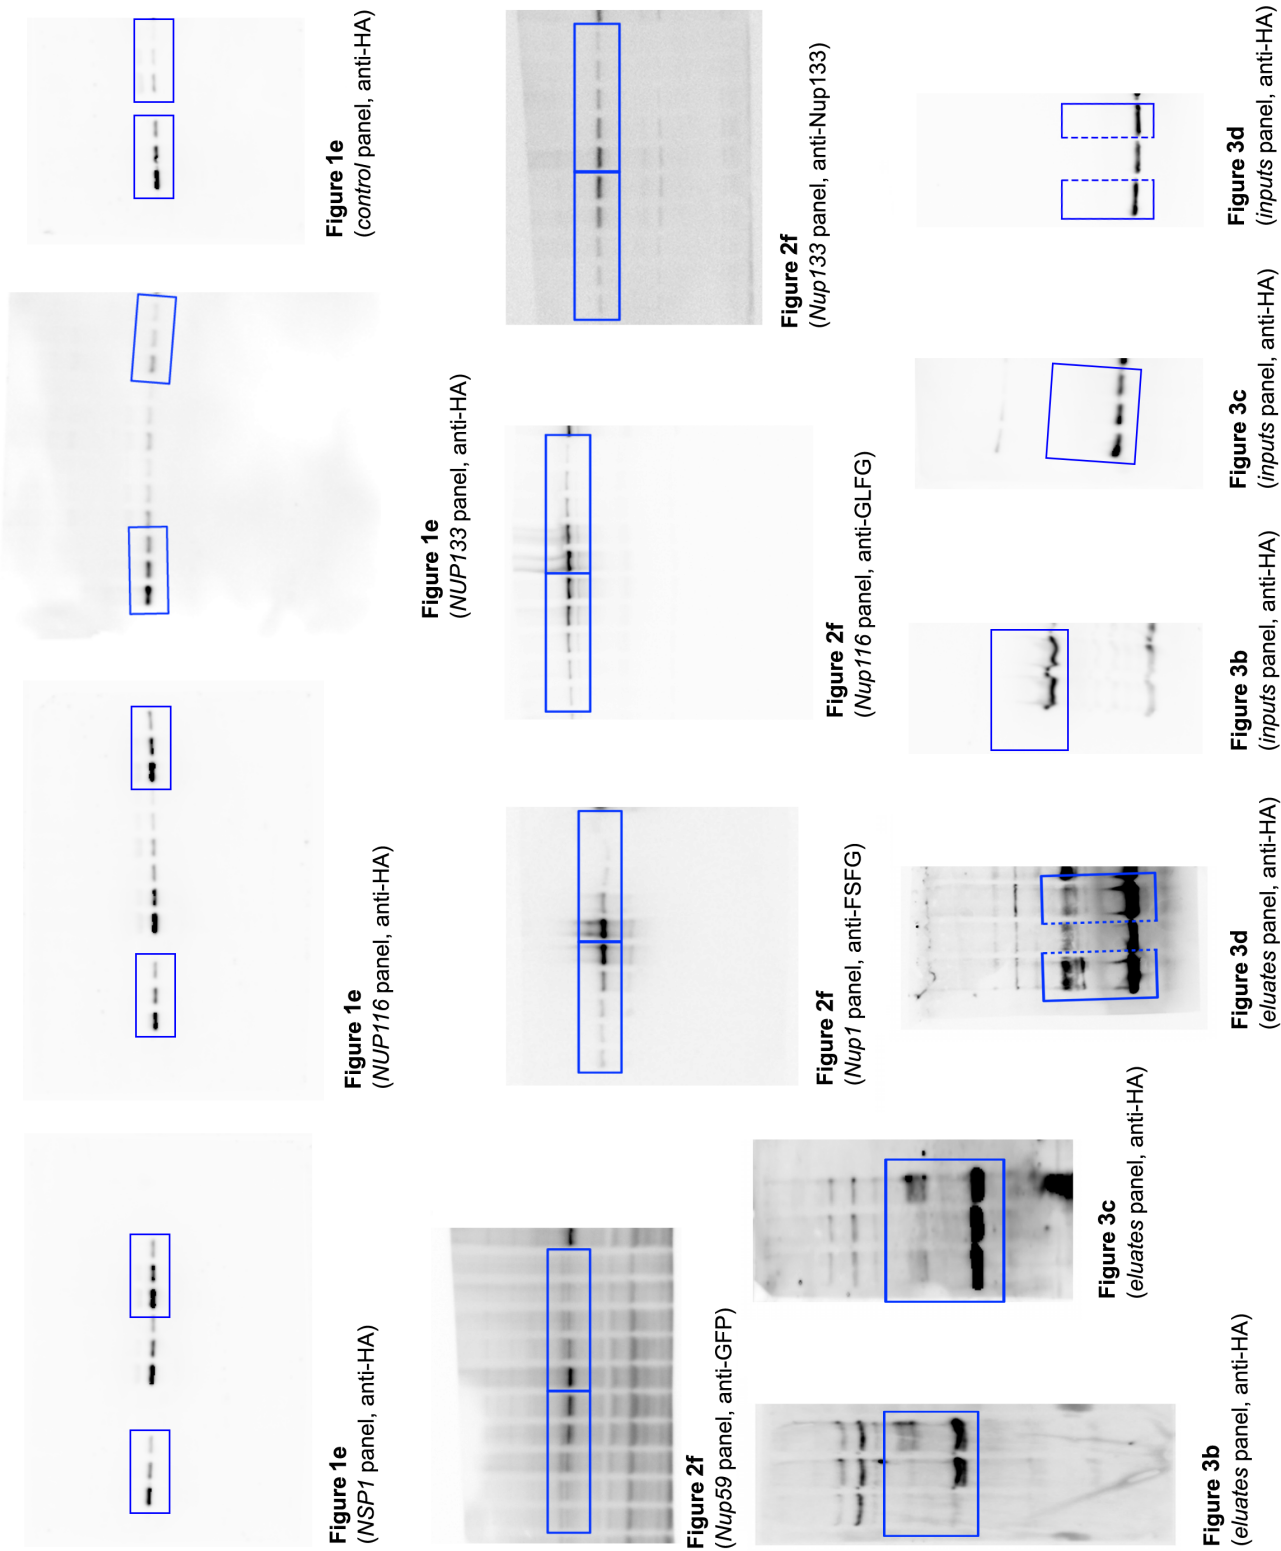 Figure 1e
(NSP1 panel, anti-HA)
Figure 1e
(NUP116 panel, anti-HA)
Figure 1e
(NUP133 panel, anti-HA)
Figure 1e
(control panel, anti-HA)
Figure 2f
(Nup59 panel, anti-GFP)
Figure 2f
(Nup1 panel, anti-FSFG)
Figure 2f
(Nup116 panel, anti-GLFG)
Figure 2f
(Nup133 panel, anti-Nup133)
Figure 3b
(eluates panel, anti-HA)
Figure 3c
(eluates panel, anti-HA)
Figure 3d
(eluates panel, anti-HA)
Figure 3b
(inputs panel, anti-HA)
Figure 3c
(inputs panel, anti-HA)
Figure 3d
(inputs panel, anti-HA)